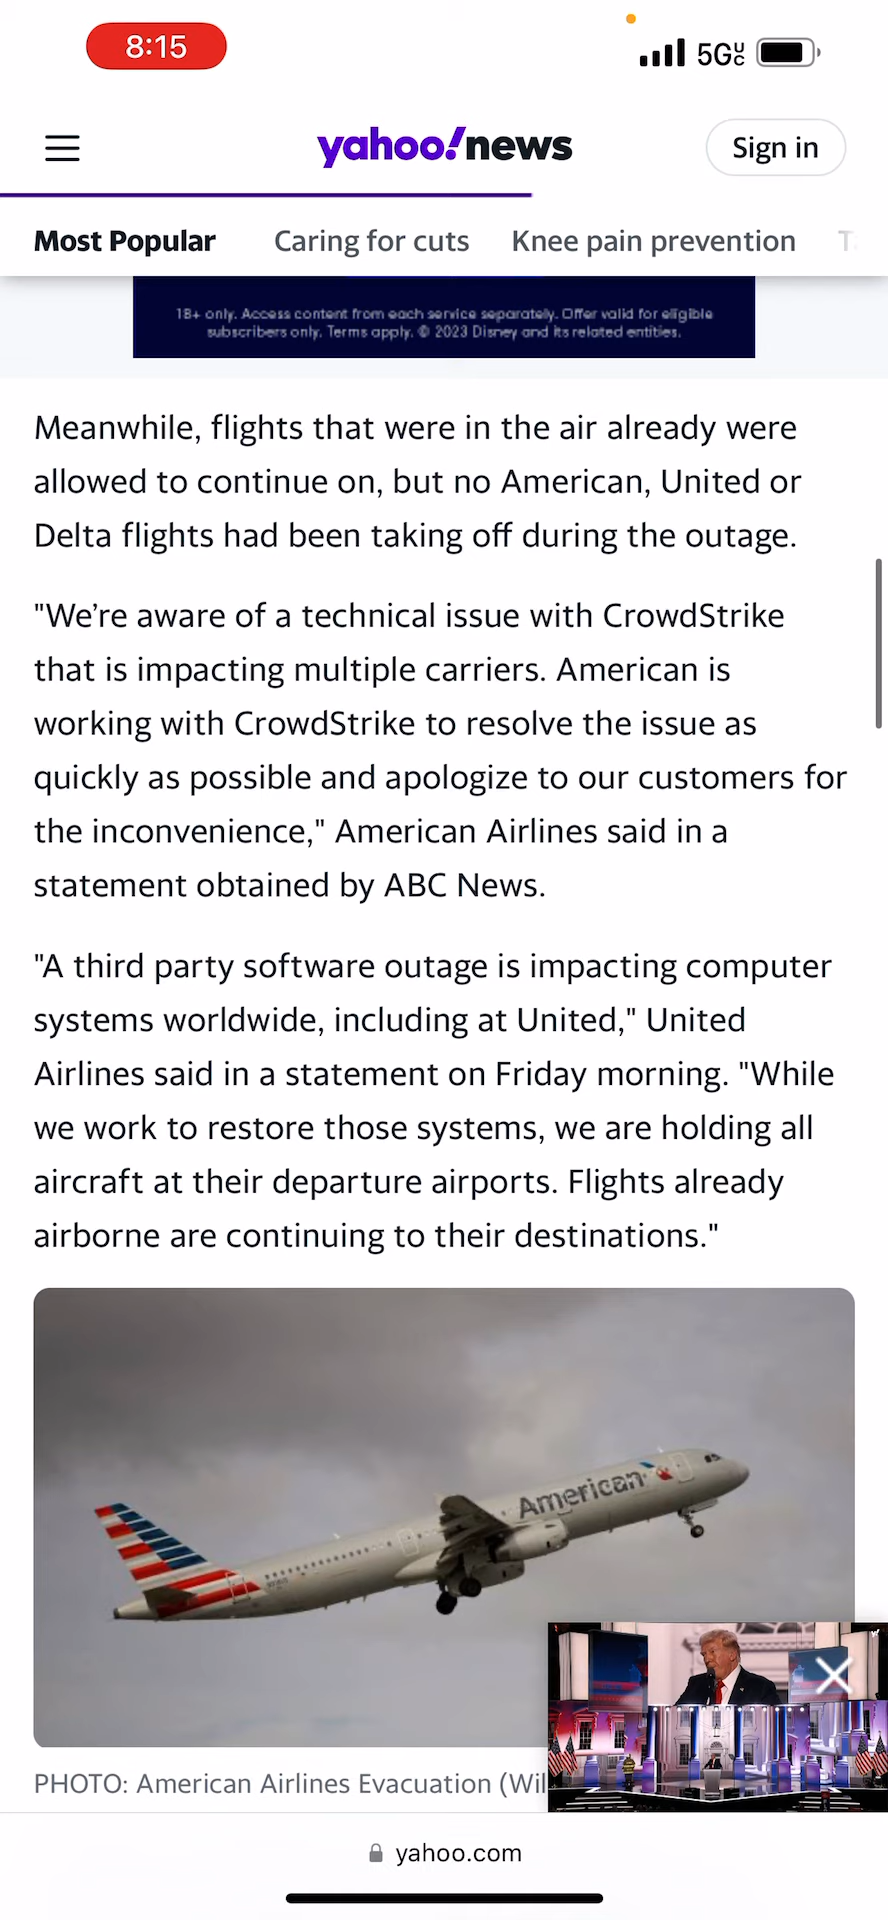 8:15
5GUC
yahoo!news
Sign in
Most Popular
Caring for cuts
Knee pain prevention
18+ only. Access content from each service separately. Offer valid for eligible
subscribers only. Terms apply. © 2023 Disney and its related entities.
Meanwhile, flights that were in the air already were
allowed to continue on, but no American, United or
Delta flights had been taking off during the outage.
"We’re aware of a technical issue with CrowdStrike
that is impacting multiple carriers. American is
working with CrowdStrike to resolve the issue as
quickly as possible and apologize to our customers for
the inconvenience," American Airlines said in a
statement obtained by ABC News.
"A third party software outage is impacting computer
systems worldwide, including at United," United
Airlines said in a statement on Friday morning. "While
we work to restore those systems, we are holding all
aircraft at their departure airports. Flights already
airborne are continuing to their destinations."
American
PHOTO: American Airlines Evacuation (Wil
yahoo.com